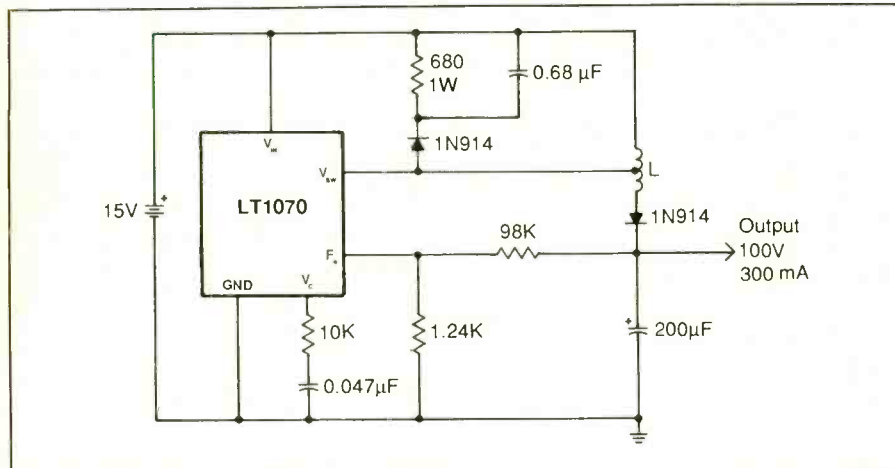 680
1W
0.68 µF
1N914
V_IN
V_SW
LT1070
15V
L
1N914
98K
Output
100V
300 mA
F_B
GND
V_C
10K
1.24K
200µF
0.047µF